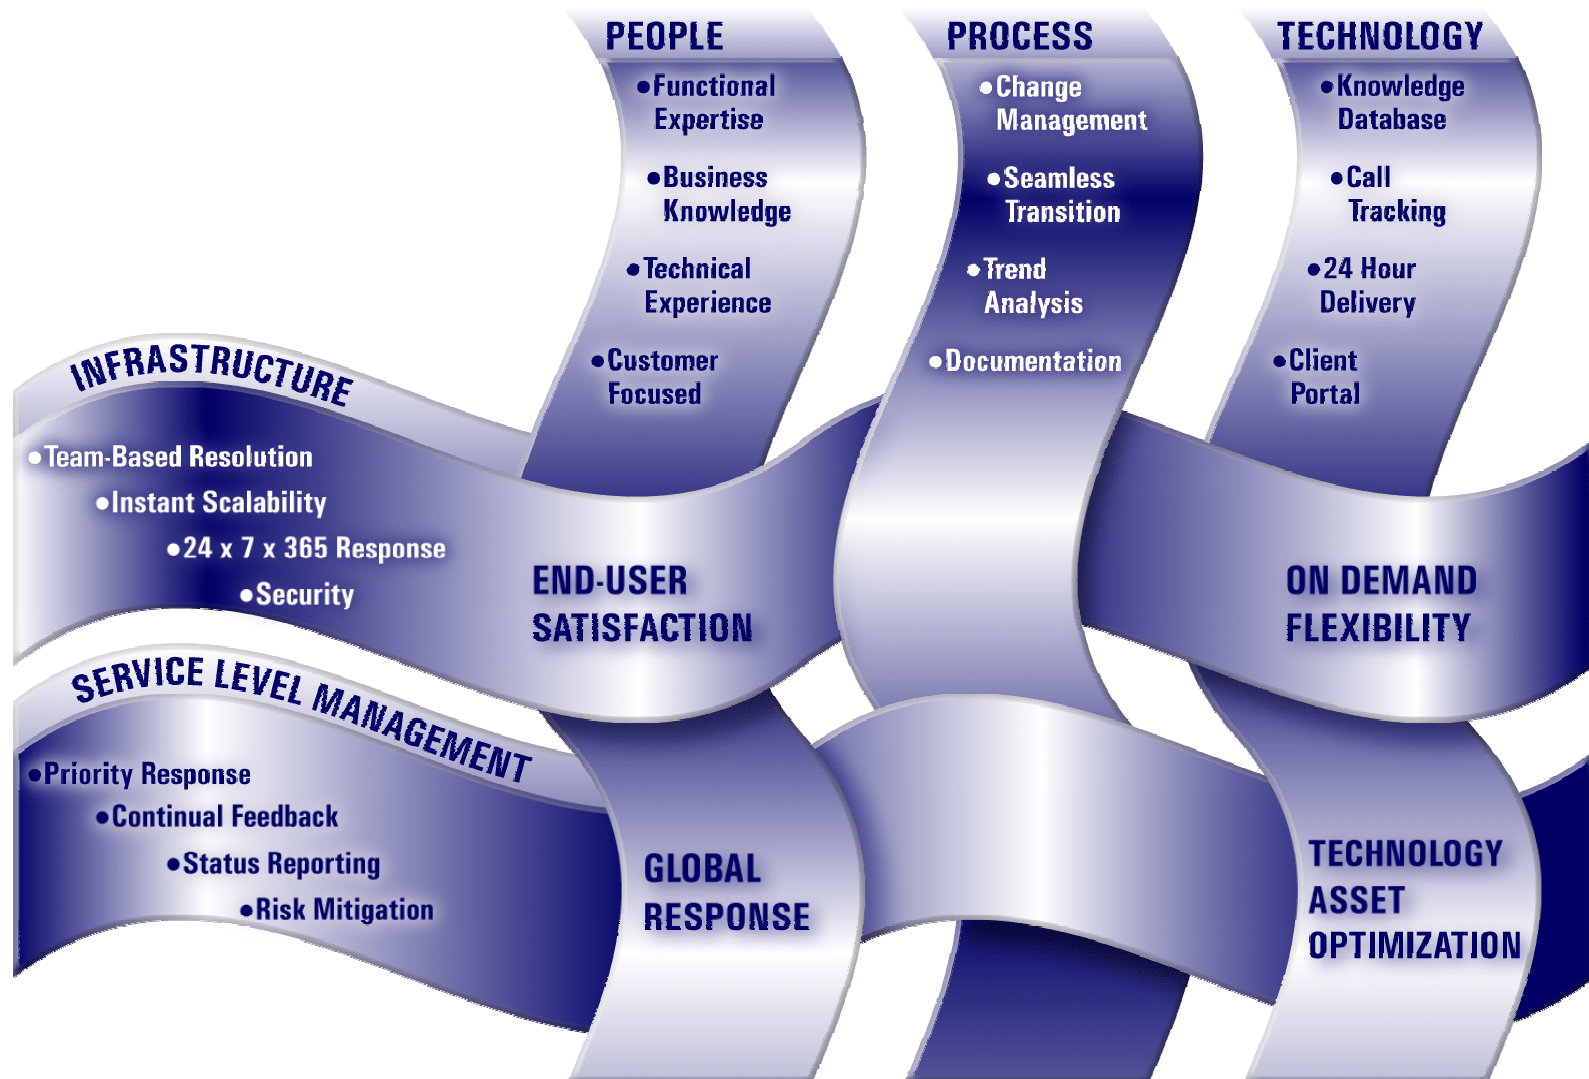 PEOPLE
•Functional
Expertise
•Business
Knowledge
•Technical
Experience
•Customer
Focused
PROCESS
•Change
Management
•Seamless
Transition
•Trend
Analysis
•Documentation
TECHNOLOGY
•Knowledge
Database
•Call
Tracking
•24 Hour
Delivery
•Client
Portal
INFRASTRUCTURE
•Team-Based Resolution
•Instant Scalability
•24 x 7 x 365 Response
•Security
END-USER
SATISFACTION
ON DEMAND
FLEXIBILITY
SERVICE LEVEL MANAGEMENT
•Priority Response
•Continual Feedback
•Status Reporting
•Risk Mitigation
GLOBAL
RESPONSE
TECHNOLOGY
ASSET
OPTIMIZATION